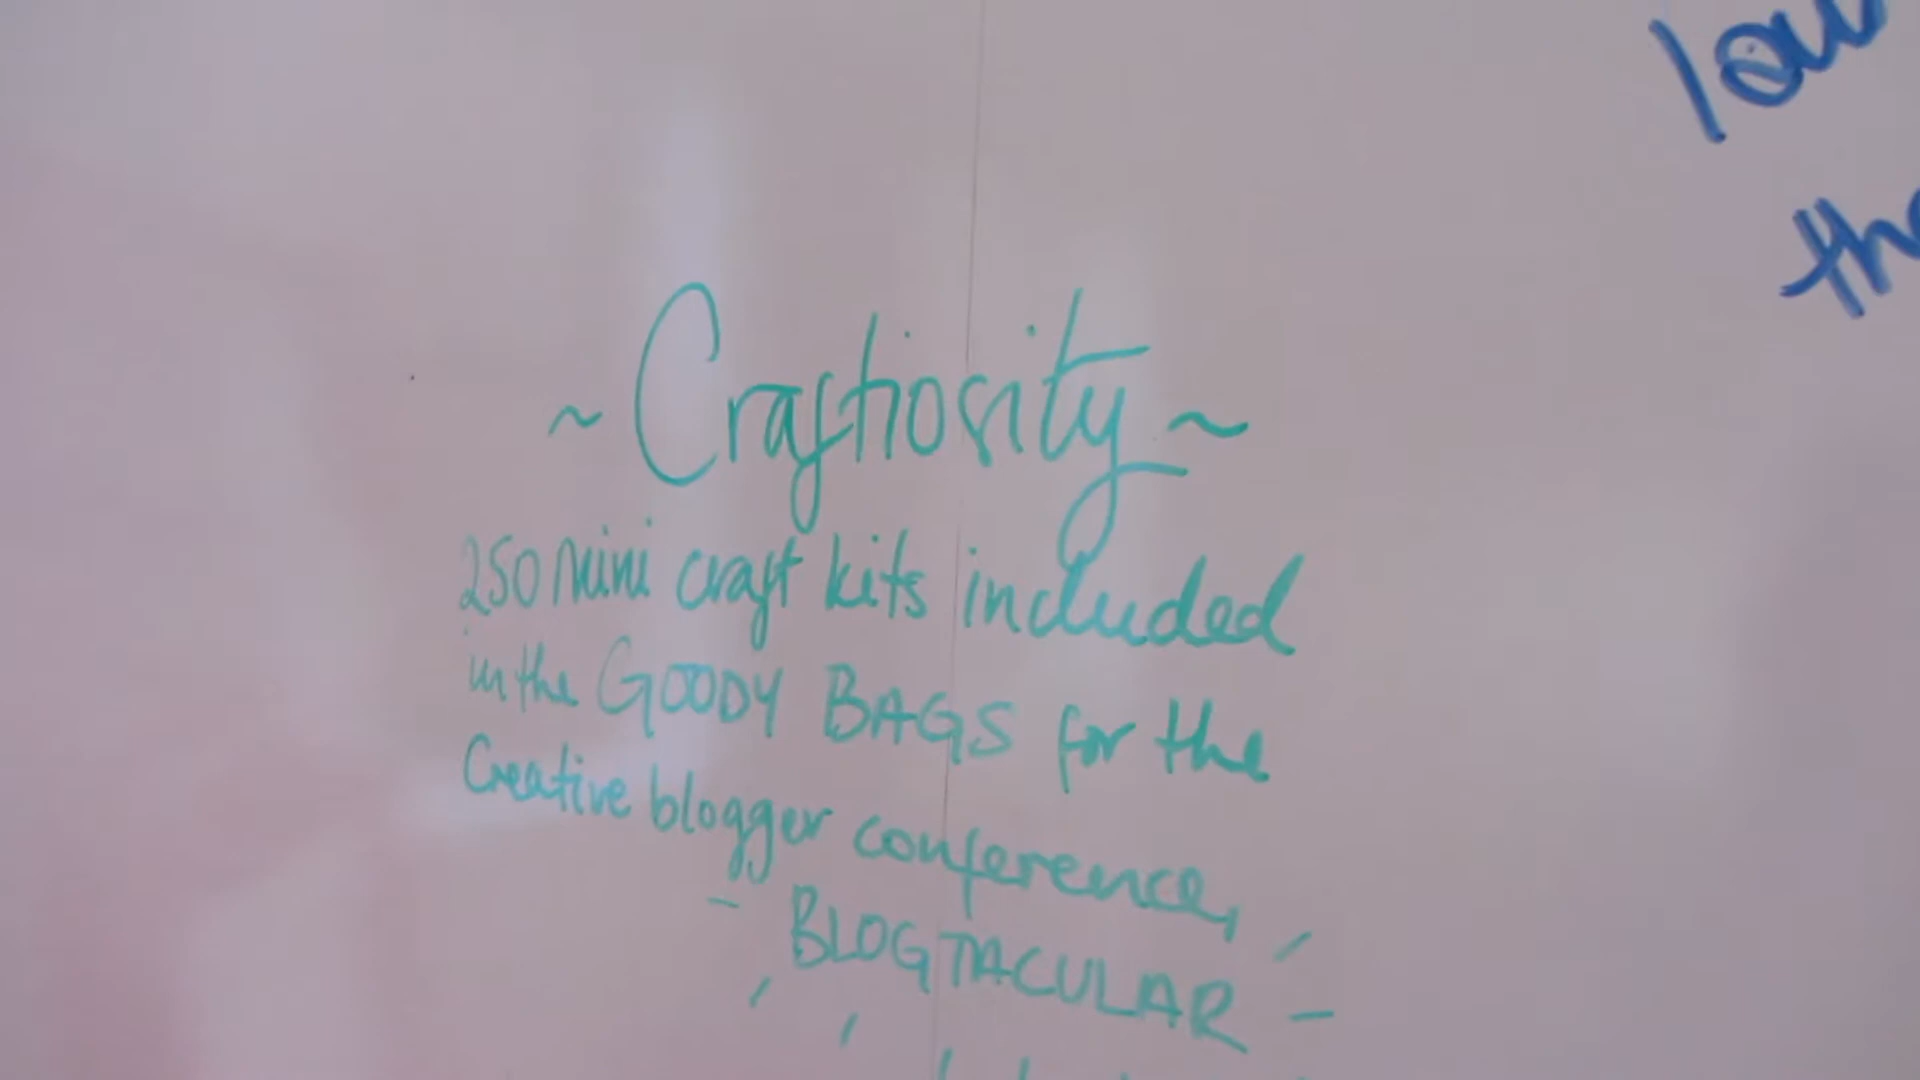 ~ Craftiosity ~
250 mini craft kits included
in the GOODY BAGS for the
Creative blogger conference,
BLOGTACULAR